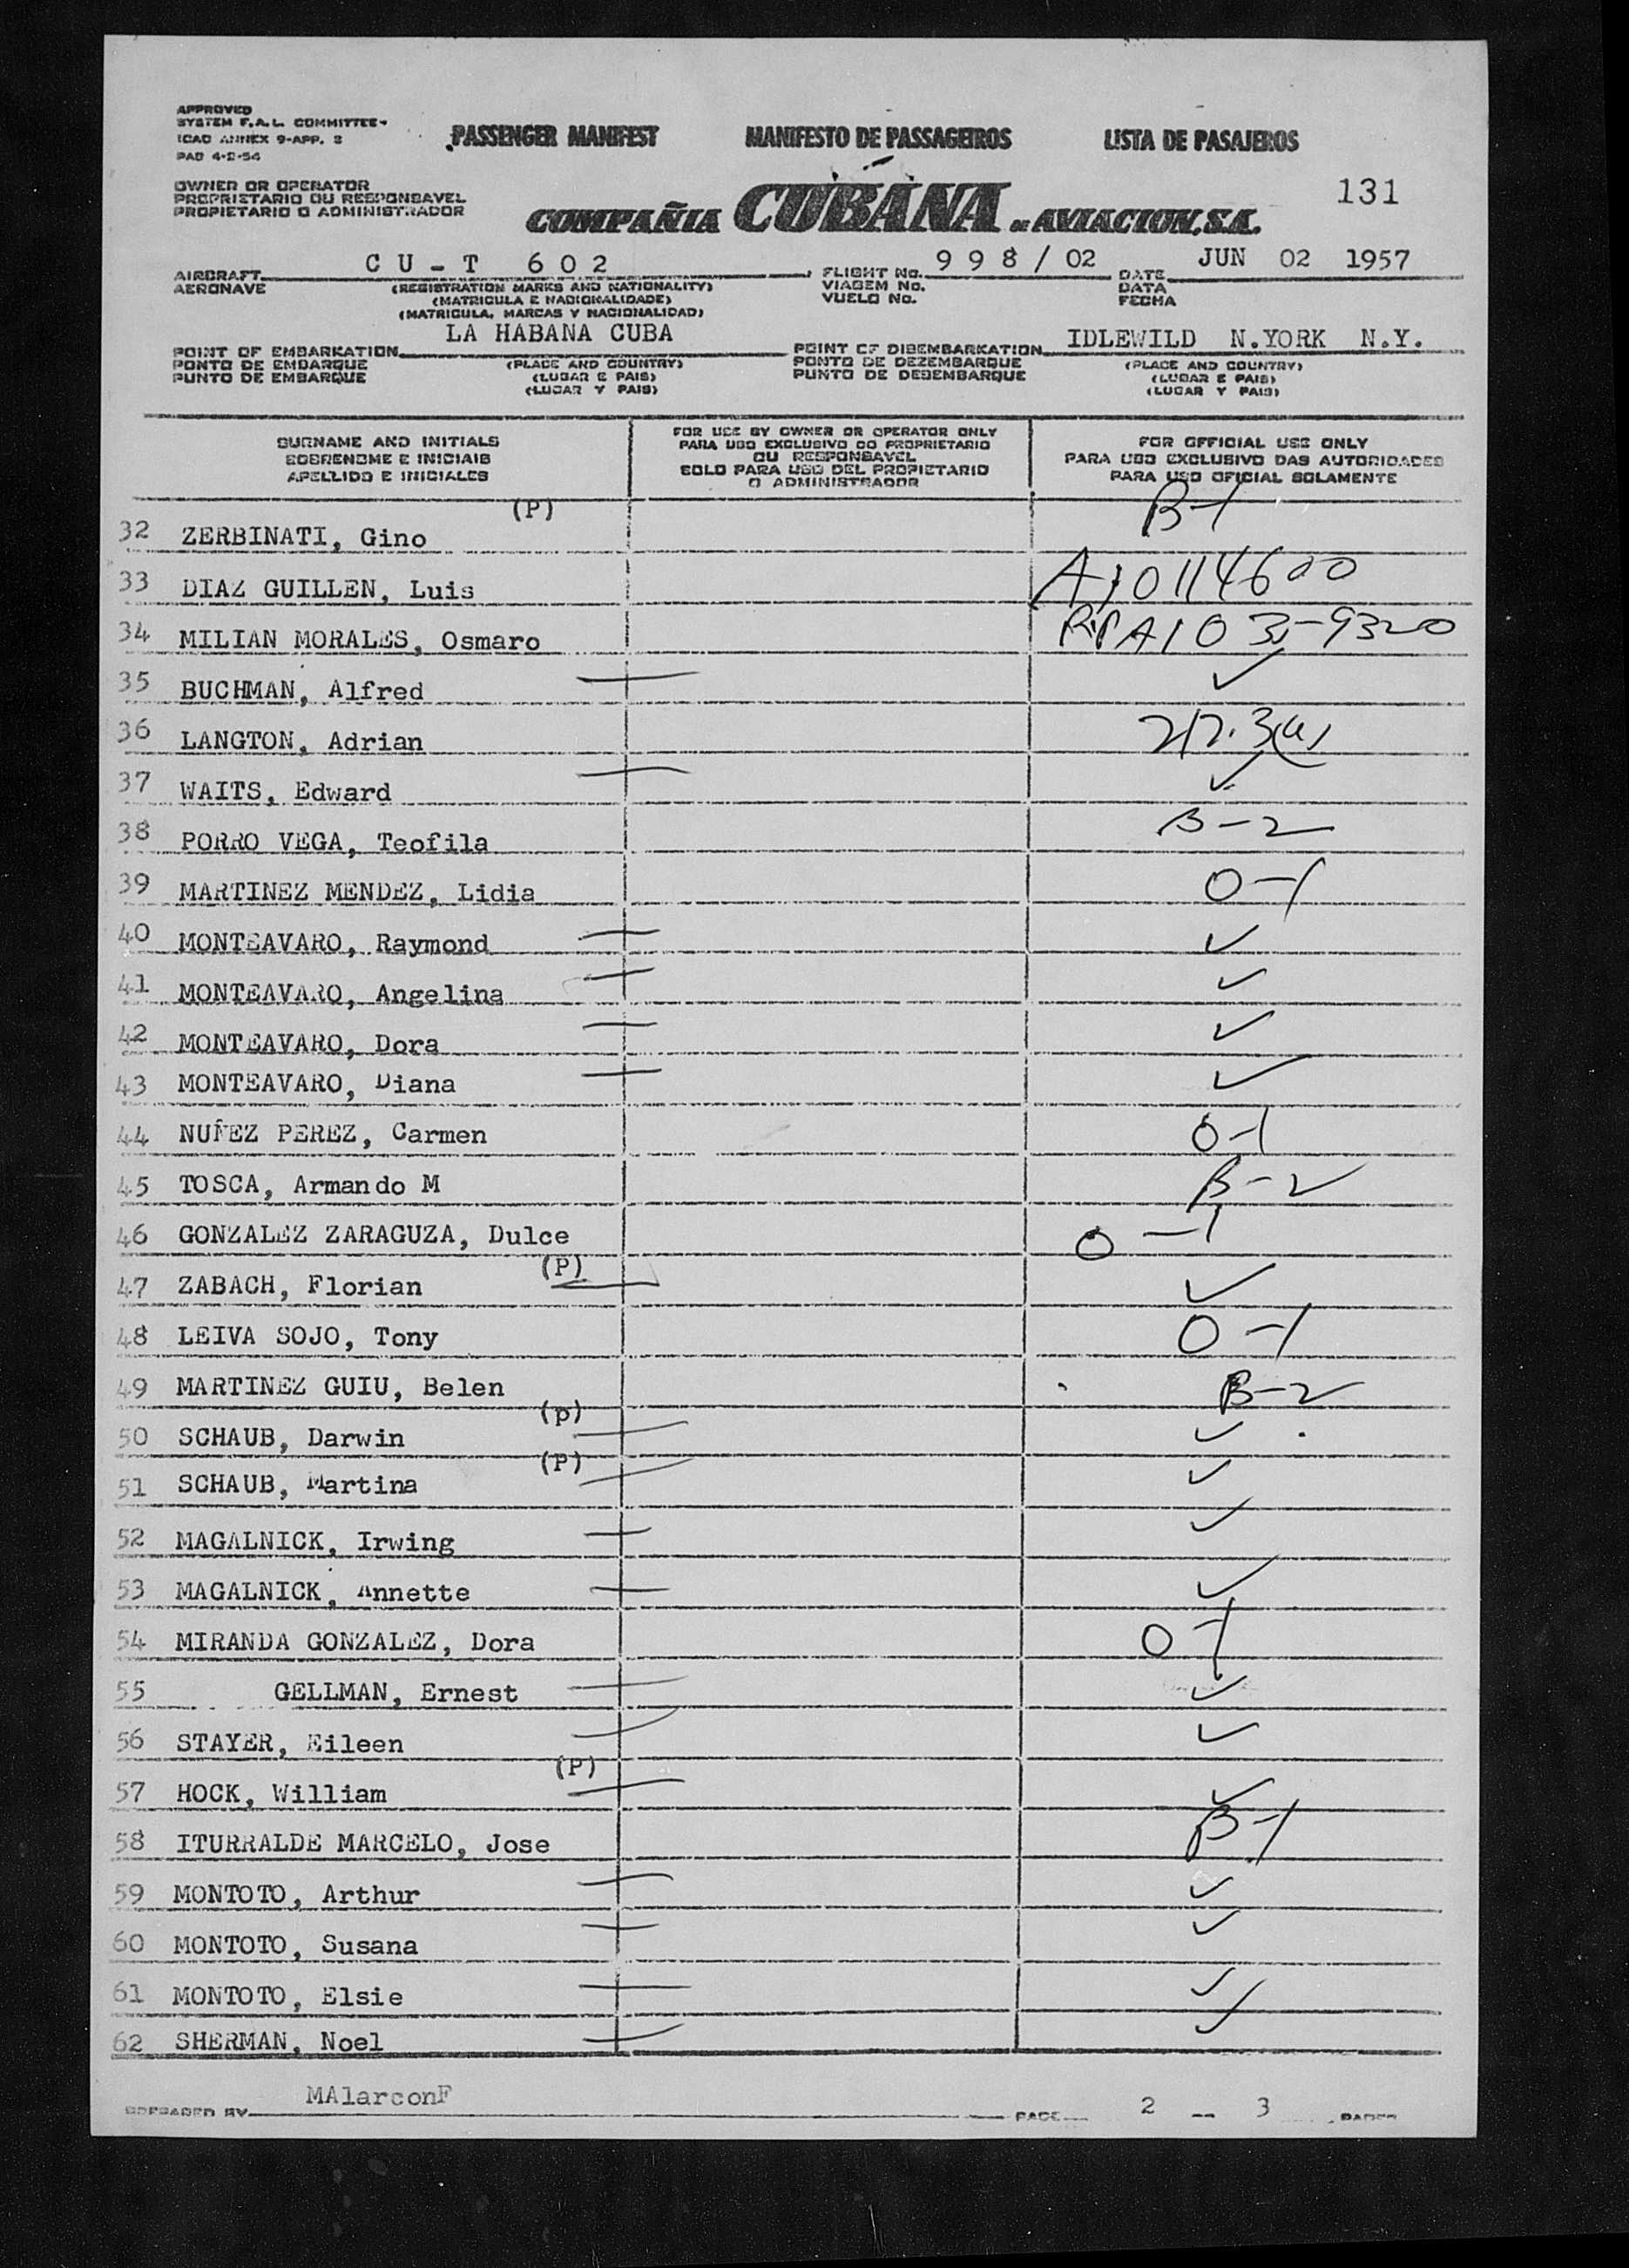 APPROVED
SYSTEM F.A.L. COMMITTEE-
ICAO ANNEX 9-APP. 3
PAD 4-2-54
PASSENGER MANIFEST MANIFESTO DE PASSAGEIROS LISTA DE PASAJEROS
OWNER OR OPERATOR
PROPRIETARIO OU RESPONSAVEL
PROPIETARIO O ADMINISTRADOR
COMPAÑIA CUBANA DE AVIACION, S.A.
131
AIRCRAFT CU-T 602 FLIGHT No. 998/02 DATE JUN 02 1957
AERONAVE (REGISTRATION MARKS AND NATIONALITY) VIAGEM No. DATA
(MATRICULA E NACIONALIDADE) VUELO No. FECHA
(MATRICULA, MARCAS Y NACIONALIDAD)
POINT OF EMBARKATION LA HABANA CUBA POINT OF DISEMBARKATION IDLEWILD N.YORK N.Y.
PONTO DE EMBARQUE (PLACE AND COUNTRY) PONTO DE DEZEMBARQUE (PLACE AND COUNTRY)
PUNTO DE EMBARQUE (LUGAR E PAIS) PUNTO DE DESEMBARQUE (LUGAR E PAIS)
(LUGAR Y PAIS) (LUGAR Y PAIS)
SURNAME AND INITIALS
SOBRENOME E INICIAIS
APELLIDO E INICIALES
FOR USE BY OWNER OR OPERATOR ONLY
PARA USO EXCLUSIVO DO PROPRIETARIO
OU RESPONSAVEL
SOLO PARA USO DEL PROPIETARIO
O ADMINISTRADOR
FOR OFFICIAL USE ONLY
PARA USO EXCLUSIVO DAS AUTORIDADES
PARA USO OFICIAL SOLAMENTE
32 ZERBINATI, Gino (P) B-1
33 DIAZ GUILLEN, Luis A10114600
34 MILIAN MORALES, Osmaro RPA1035-9320
35 BUCHMAN, Alfred ✓
36 LANGTON, Adrian 212.3(a)
37 WAITS, Edward ✓
38 PORRO VEGA, Teofila B-2
39 MARTINEZ MENDEZ, Lidia O-1
40 MONTEAVARO, Raymond ✓
41 MONTEAVARO, Angelina ✓
42 MONTEAVARO, Dora ✓
43 MONTEAVARO, Diana ✓
44 NUÑEZ PEREZ, Carmen O-1
45 TOSCA, Armando M B-2
46 GONZALEZ ZARAGUZA, Dulce O-1
47 ZABACH, Florian (P) ✓
48 LEIVA SOJO, Tony O-1
49 MARTINEZ GUIU, Belen B-2
50 SCHAUB, Darwin (p) ✓
51 SCHAUB, Martina (P) ✓
52 MAGALNICK, Irwing ✓
53 MAGALNICK, Annette ✓
54 MIRANDA GONZALEZ, Dora O-1
55 GELLMAN, Ernest ✓
56 STAYER, Eileen ✓
57 HOCK, William (P) ✓
58 ITURRALDE MARCELO, Jose B-1
59 MONTOTO, Arthur ✓
60 MONTOTO, Susana ✓
61 MONTOTO, Elsie ✓
62 SHERMAN, Noel ✓
PREPARED BY MAlarconF PAGE 2 -- 3 PAGES